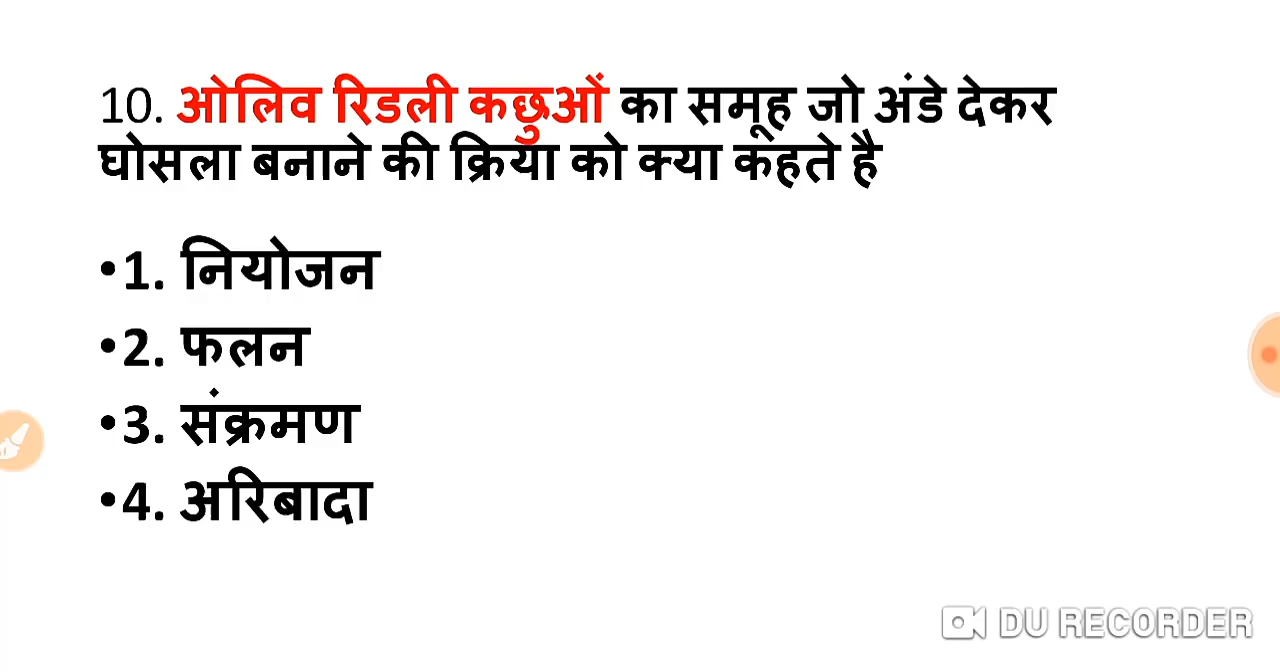 10. ओलिव रिडली कछुओं का समूह जो अंडे देकर
घोसला बनाने की क्रिया को क्या कहते है
•1. नियोजन
•2. फलन
•3. संक्रमण
•4. अरिबादा
DU RECORDER